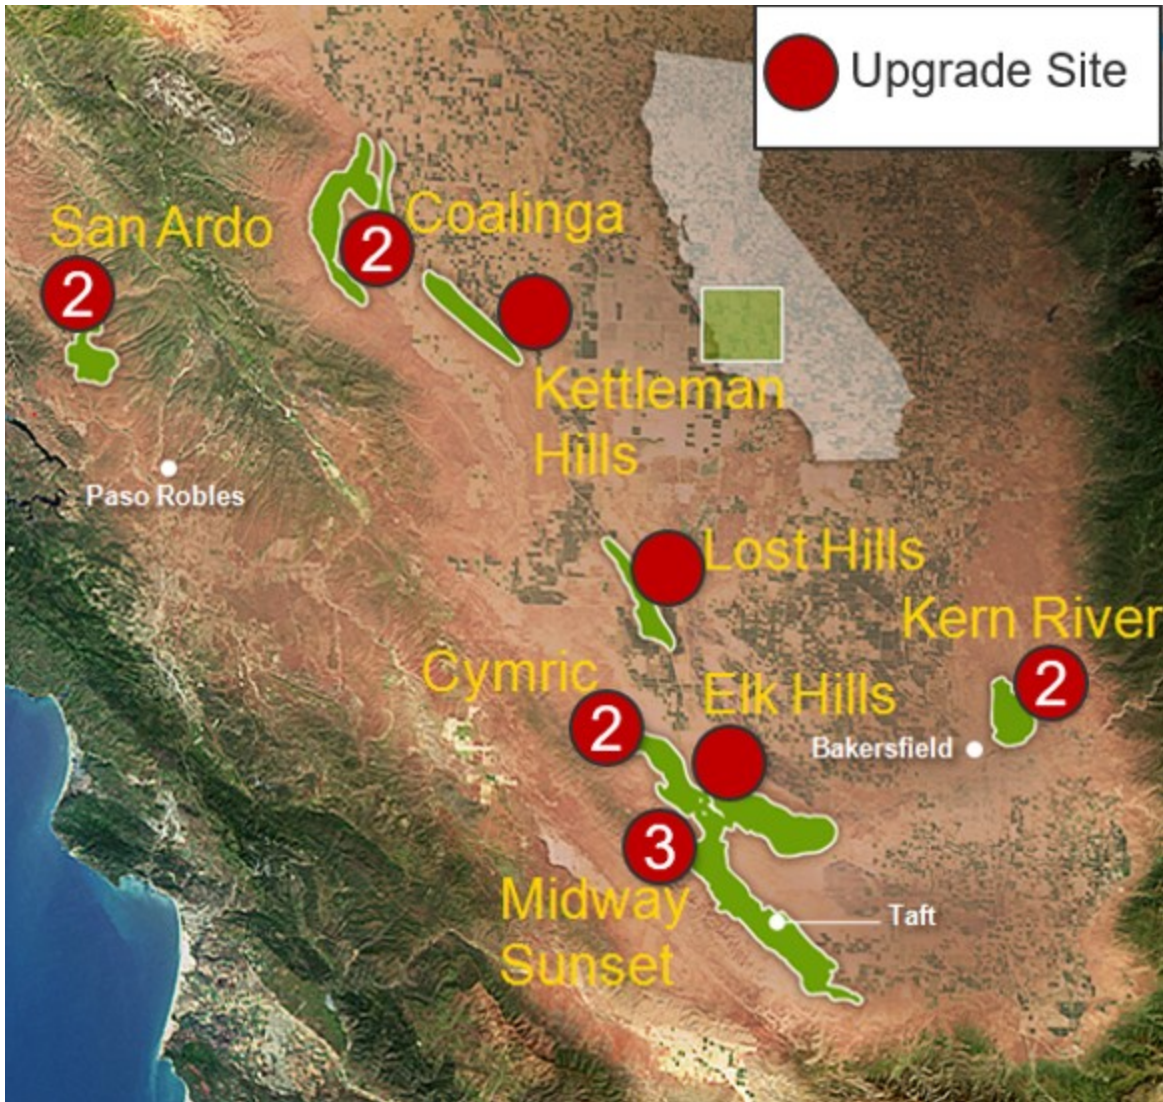 Upgrade Site
San Ardo
2
Coalinga
2
Kettleman
Hills
Paso Robles
Lost Hills
Kern River
2
Cymric
2
Elk Hills
Bakersfield
3
Midway
Sunset
Taft